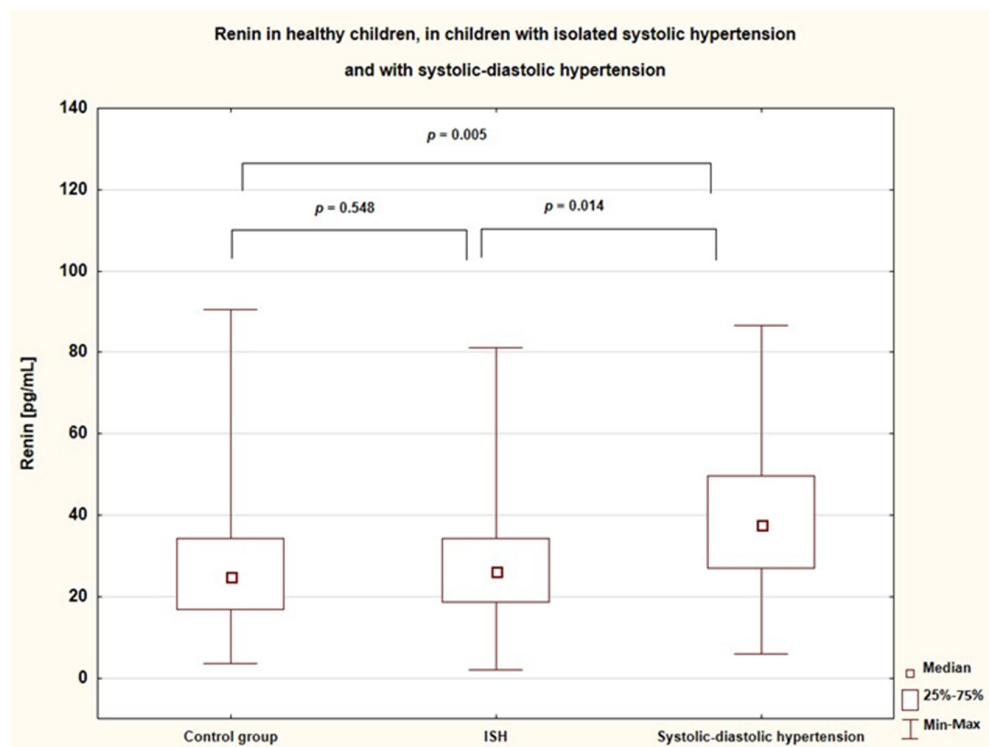 Renin in healthy children, in children with isolated systolic hypertension
and with systolic-diastolic hypertension
140
120
100
80
60
40
20
0
Renin [pg/mL]
p = 0.005
p = 0.548
p = 0.014
Control group
ISH
Systolic-diastolic hypertension
Median
25%-75%
Min-Max